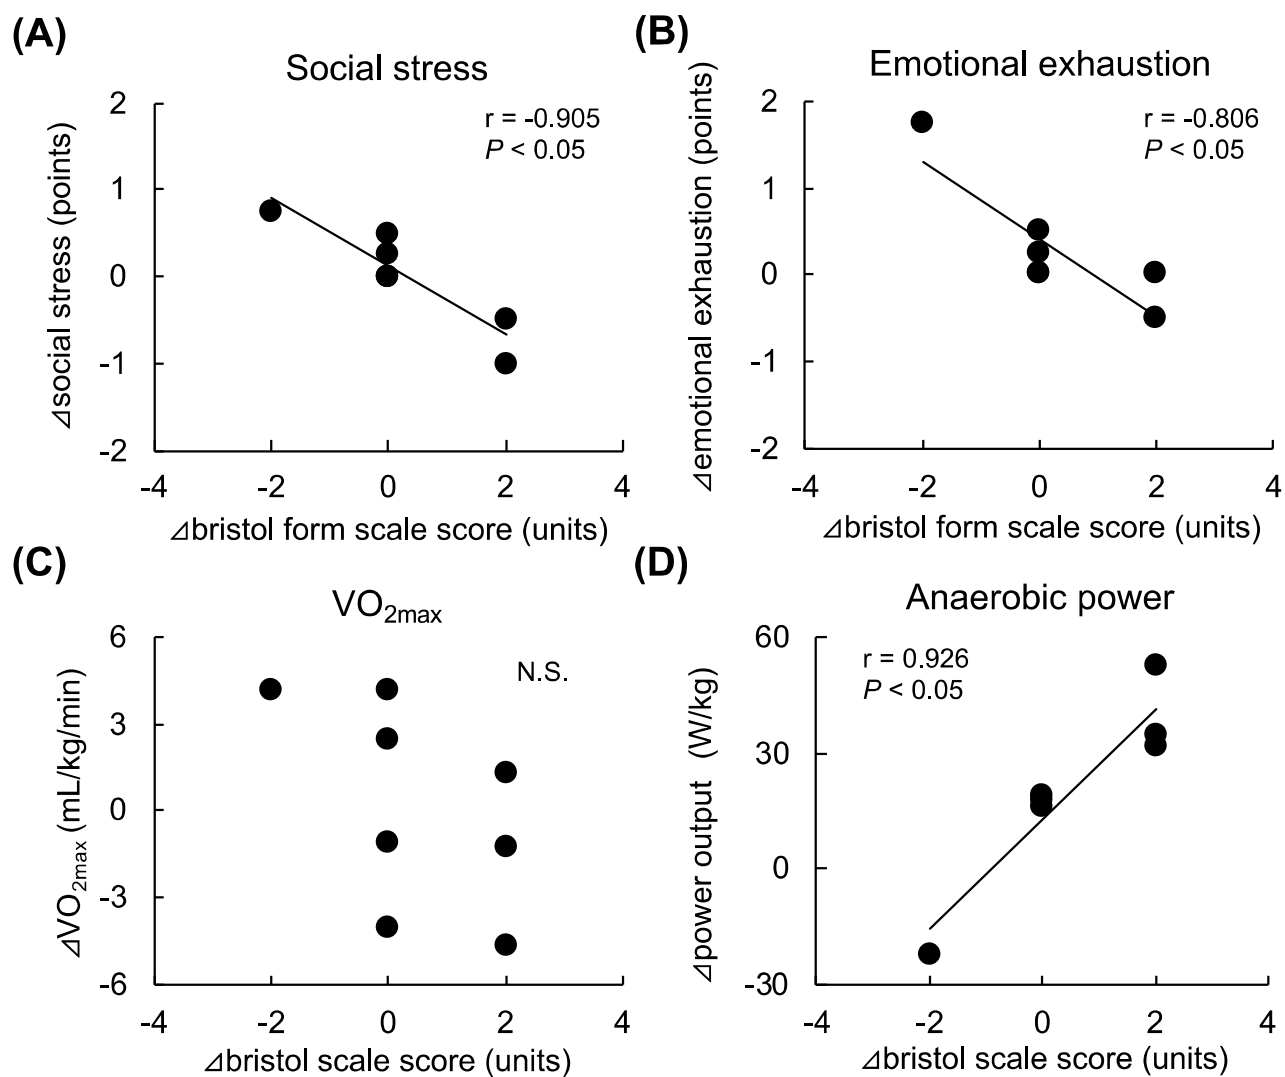 (A)
Social stress
r = -0.905
P < 0.05
⊿social stress (points)
2
1
0
-1
-2
-4
-2
0
2
4
⊿bristol form scale score (units)
(B)
Emotional exhaustion
r = -0.806
P < 0.05
⊿emotional exhaustion (points)
2
1
0
-1
-2
-4
-2
0
2
4
⊿bristol form scale score (units)
(C)
VO2max
N.S.
⊿VO2max (mL/kg/min)
6
3
0
-3
-6
-4
-2
0
2
4
⊿bristol scale score (units)
(D)
Anaerobic power
r = 0.926
P < 0.05
⊿power output (W/kg)
60
30
0
-30
-4
-2
0
2
4
⊿bristol scale score (units)